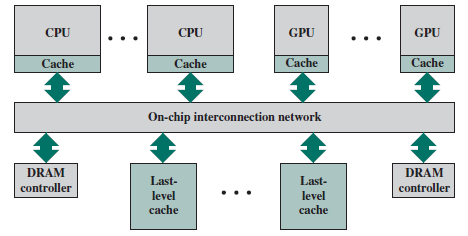 CPU CPU GPU GPU
Cache Cache Cache Cache
On-chip interconnection network
DRAM
controller
Last-
level
cache
Last-
level
cache
DRAM
controller